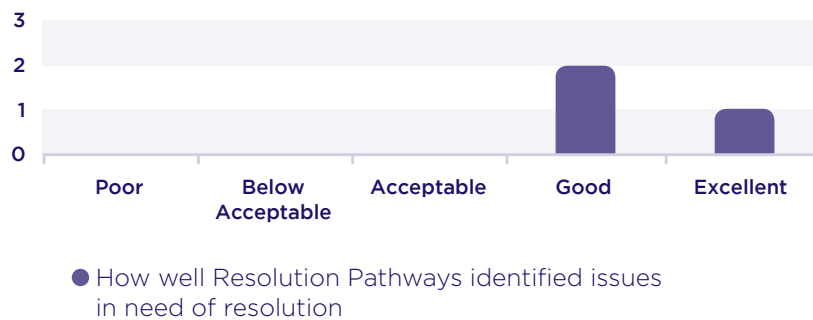 3
2
1
0
Poor
Below
Acceptable
Acceptable
Good
Excellent
How well Resolution Pathways identified issues
in need of resolution